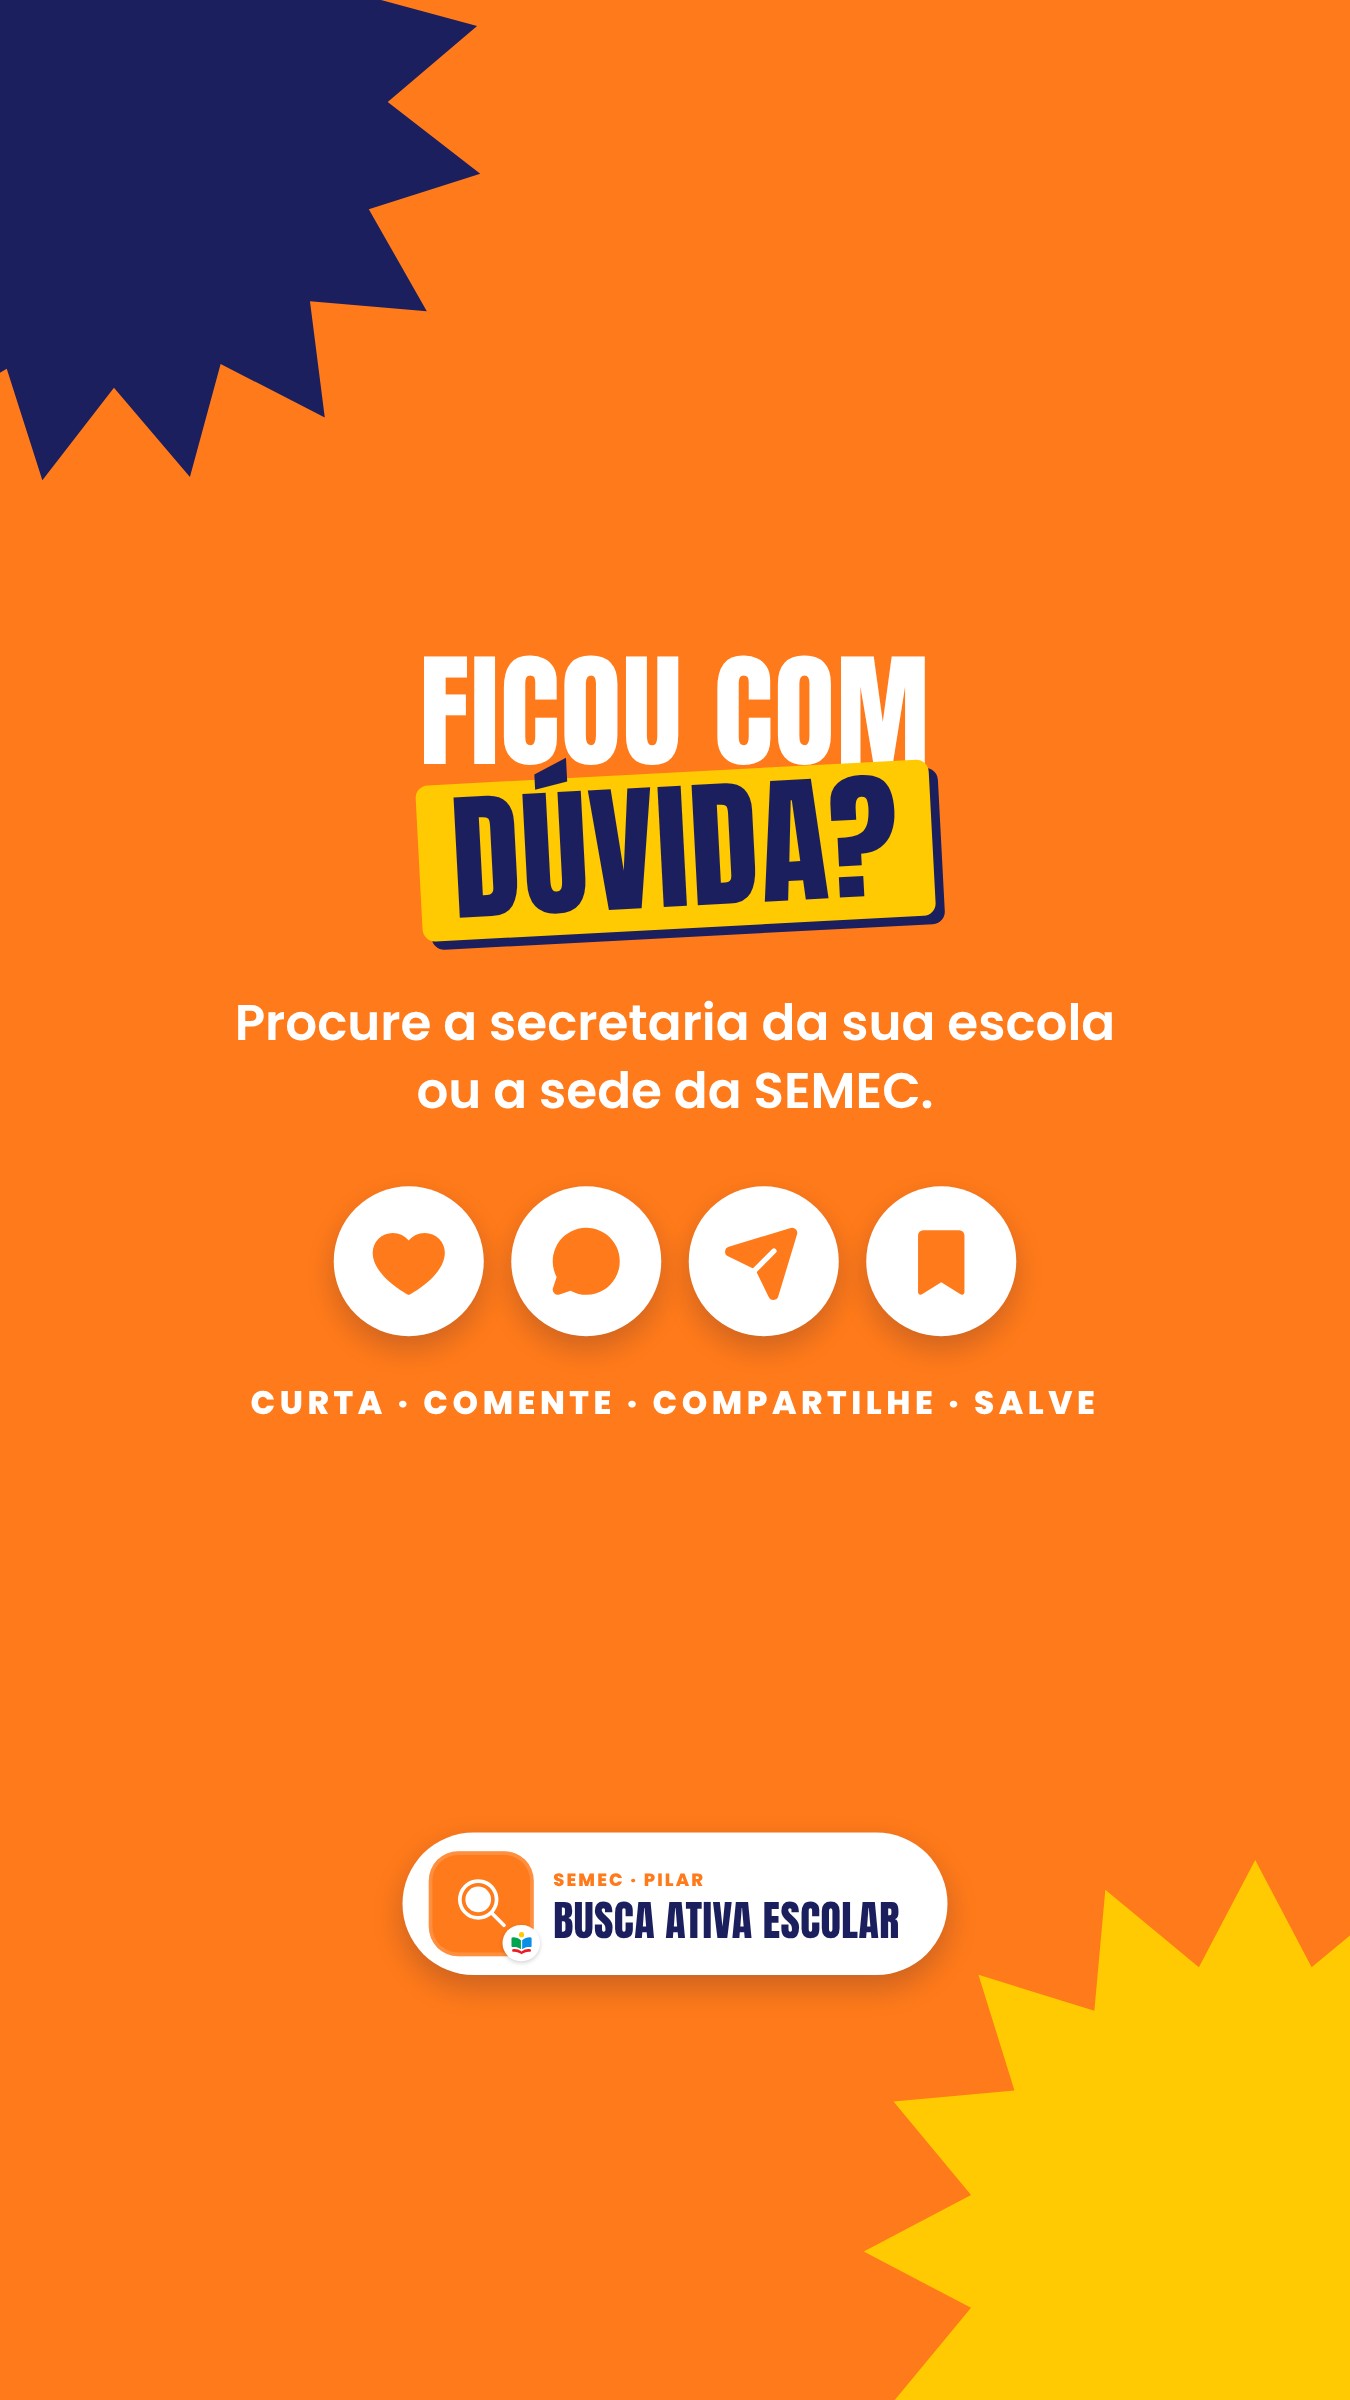 FICOU COM
DÚVIDA?
Procure a secretaria da sua escola
ou a sede da SEMEC.
CURTA · COMENTE · COMPARTILHE · SALVE
SEMEC · PILAR
BUSCA ATIVA ESCOLAR